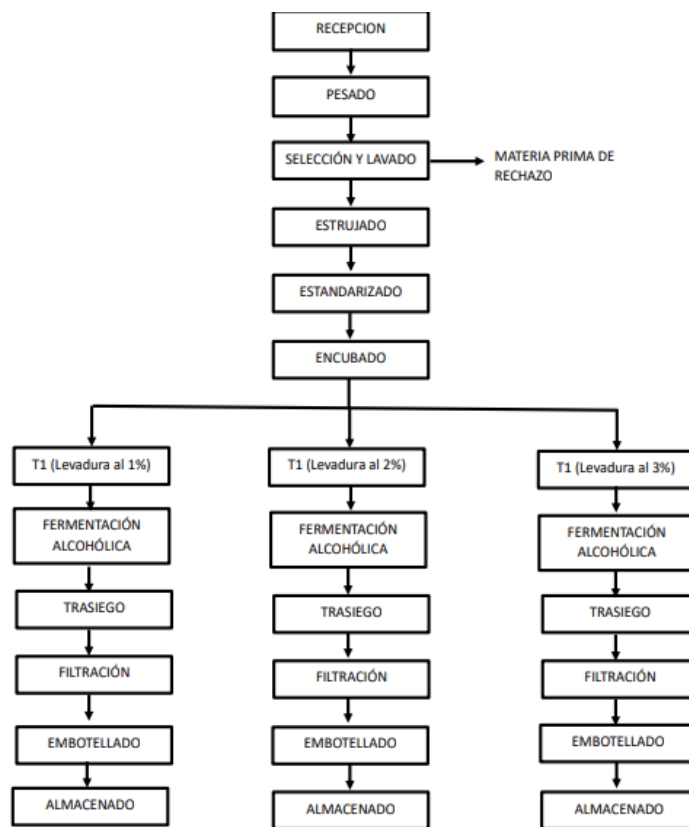 RECEPCION
PESADO
SELECCIÓN Y LAVADO
MATERIA PRIMA DE
RECHAZO
ESTRUJADO
ESTANDARIZADO
ENCUBADO
T1 (Levadura al 1%)
T1 (Levadura al 2%)
T1 (Levadura al 3%)
FERMENTACIÓN
ALCOHÓLICA
FERMENTACIÓN
ALCOHÓLICA
FERMENTACIÓN
ALCOHÓLICA
TRASIEGO
TRASIEGO
TRASIEGO
FILTRACIÓN
FILTRACIÓN
FILTRACIÓN
EMBOTELLADO
EMBOTELLADO
EMBOTELLADO
ALMACENADO
ALMACENADO
ALMACENADO